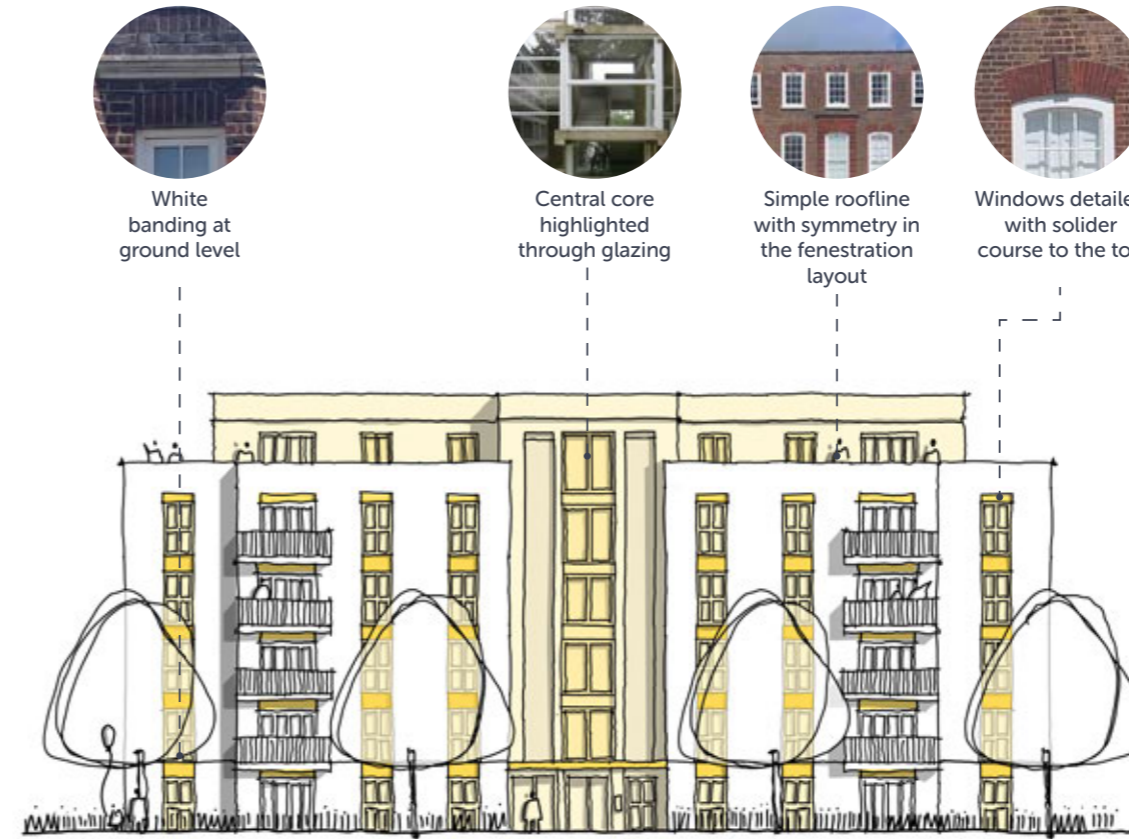 White
banding at
ground level
Central core
highlighted
through glazing
Simple roofline
with symmetry in
the fenestration
layout
Windows detaile
with solider
course to the to